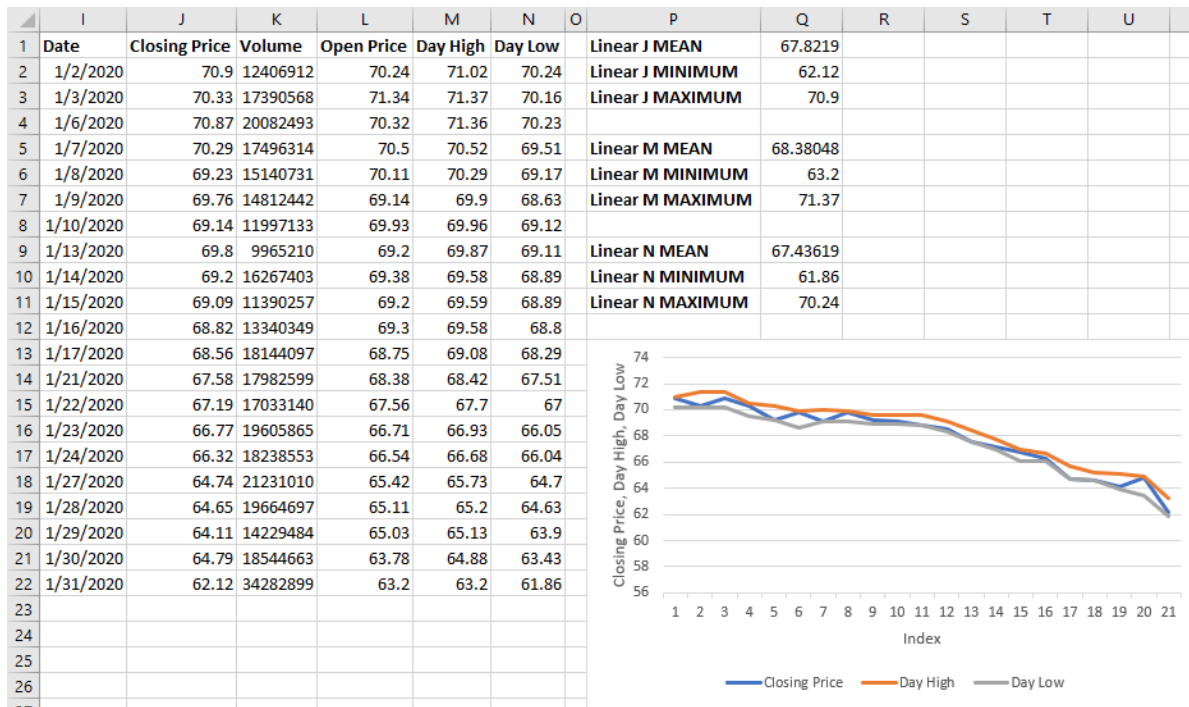 I J K L M N O P Q R S T U
1 Date Closing Price Volume Open Price Day High Day Low Linear J MEAN 67.8219
2 1/2/2020 70.9 12406912 70.24 71.02 70.24 Linear J MINIMUM 62.12
3 1/3/2020 70.33 17390568 71.34 71.37 70.16 Linear J MAXIMUM 70.9
4 1/6/2020 70.87 20082493 70.32 71.36 70.23
5 1/7/2020 70.29 17496314 70.5 70.52 69.51 Linear M MEAN 68.38048
6 1/8/2020 69.23 15140731 70.11 70.29 69.17 Linear M MINIMUM 63.2
7 1/9/2020 69.76 14812442 69.14 69.9 68.63 Linear M MAXIMUM 71.37
8 1/10/2020 69.14 11997133 69.93 69.96 69.12
9 1/13/2020 69.8 9965210 69.2 69.87 69.11 Linear N MEAN 67.43619
10 1/14/2020 69.2 16267403 69.38 69.58 68.89 Linear N MINIMUM 61.86
11 1/15/2020 69.09 11390257 69.2 69.59 68.89 Linear N MAXIMUM 70.24
12 1/16/2020 68.82 13340349 69.3 69.58 68.8
13 1/17/2020 68.56 18144097 68.75 69.08 68.29
14 1/21/2020 67.58 17982599 68.38 68.42 67.51
15 1/22/2020 67.19 17033140 67.56 67.7 67
16 1/23/2020 66.77 19605865 66.71 66.93 66.05
17 1/24/2020 66.32 18238553 66.54 66.68 66.04
18 1/27/2020 64.74 21231010 65.42 65.73 64.7
19 1/28/2020 64.65 19664697 65.11 65.2 64.63
20 1/29/2020 64.11 14229484 65.03 65.13 63.9
21 1/30/2020 64.79 18544663 63.78 64.88 63.43
22 1/31/2020 62.12 34282899 63.2 63.2 61.86
23
24
25
26
Closing Price, Day High, Day Low
74
72
70
68
66
64
62
60
58
56
1 2 3 4 5 6 7 8 9 10 11 12 13 14 15 16 17 18 19 20 21
Index
Closing Price Day High Day Low